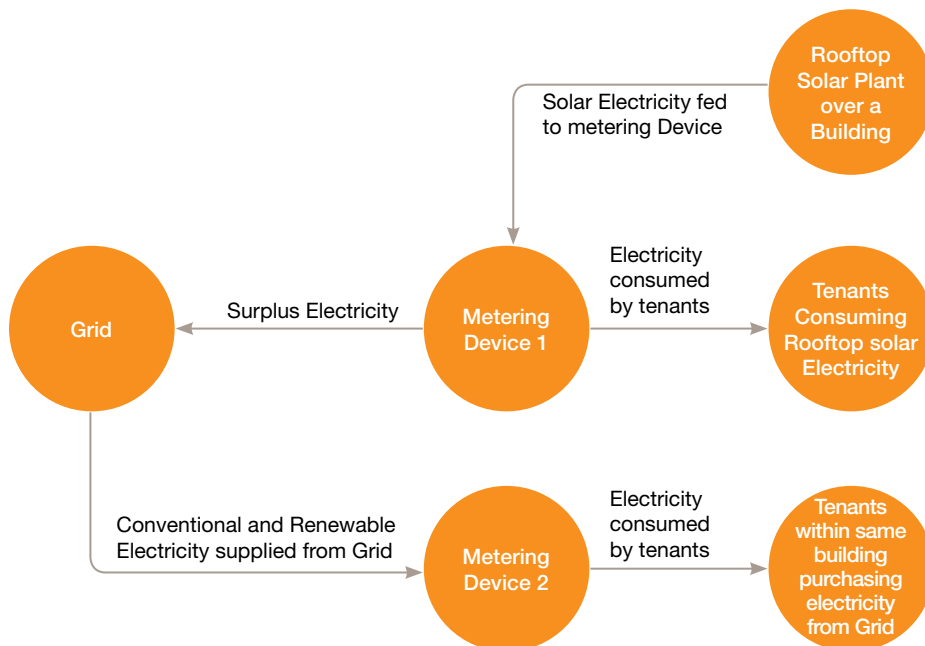 Rooftop
Solar Plant
over a
Building
Solar Electricity fed
to metering Device
Grid
Surplus Electricity
Metering
Device 1
Electricity
consumed
by tenants
Tenants
Consuming
Rooftop solar
Electricity
Conventional and Renewable
Electricity supplied from Grid
Metering
Device 2
Electricity
consumed
by tenants
Tenants
within same
building
purchasing
electricity
from Grid